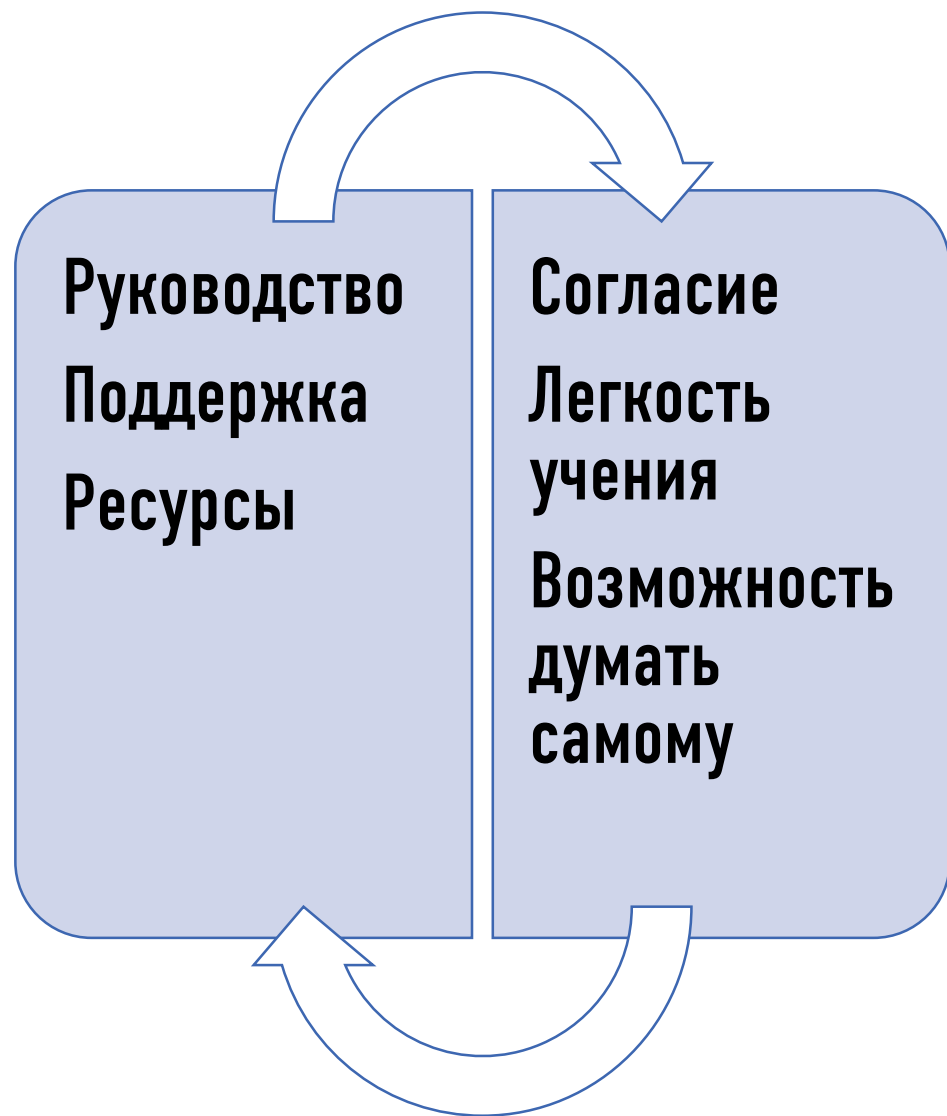 Руководство
Поддержка
Ресурсы
Согласие
Легкость
учения
Возможность
думать
самому